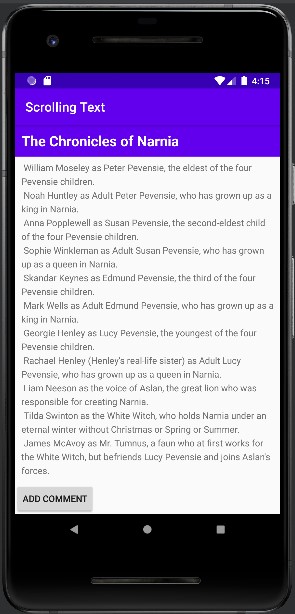 4:15
Scrolling Text
The Chronicles of Narnia
William Moseley as Peter Pevensie, the eldest of the four
Pevensie children.
Noah Huntley as Adult Peter Pevensie, who has grown up as a
king in Narnia.
Anna Popplewell as Susan Pevensie, the second-eldest child
of the four Pevensie children.
Sophie Winkleman as Adult Susan Pevensie, who has grown
up as a queen in Narnia.
Skandar Keynes as Edmund Pevensie, the third of the four
Pevensie children.
Mark Wells as Adult Edmund Pevensie, who has grown up as a
king in Narnia.
Georgie Henley as Lucy Pevensie, the youngest of the four
Pevensie children.
Rachael Henley (Henley's real-life sister) as Adult Lucy
Pevensie, who has grown up as a queen in Narnia.
Liam Neeson as the voice of Aslan, the great lion who was
responsible for creating Narnia.
Tilda Swinton as the White Witch, who holds Narnia under an
eternal winter without Christmas or Spring or Summer.
James McAvoy as Mr. Tumnus, a faun who at first works for
the White Witch, but befriends Lucy Pevensie and joins Aslan's
forces.
ADD COMMENT